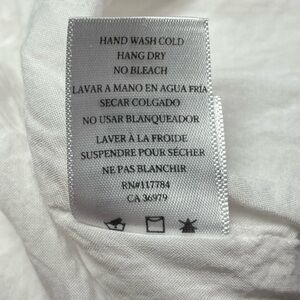 HAND WASH COLD
HANG DRY
NO BLEACH
LAVAR A MANO EN AGUA FRIA
SECAR COLGADO
NO USAR BLANQUEADOR
LAVER À LA FROIDE
SUSPENDRE POUR SÉCHER
NE PAS BLANCHIR
RN#117784
CA 36979